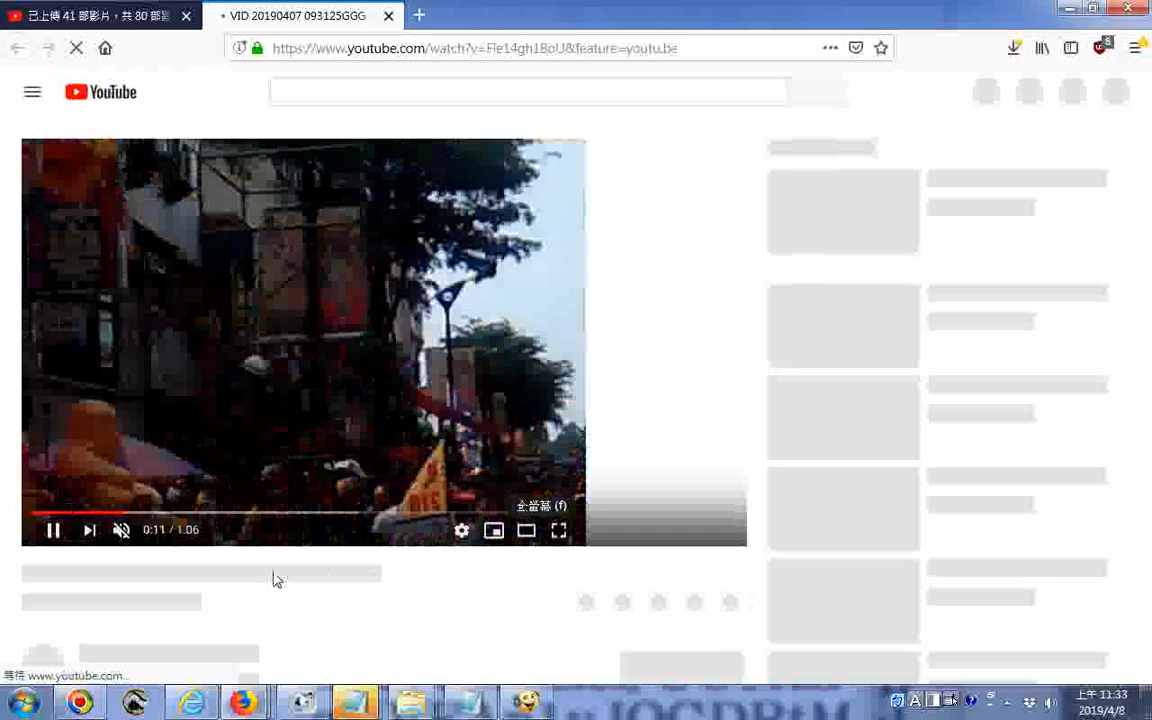 已上傳 41 部影片，共 80 部影
VID 20190407 093125GGG
https://www.youtube.com/watch?v=Fle14gh1BoU&feature=youtu.be
8
YouTube
全螢幕 (f)
0:11 / 1:06
等待 www.youtube.com...
A
上午 11:33
2019/4/8